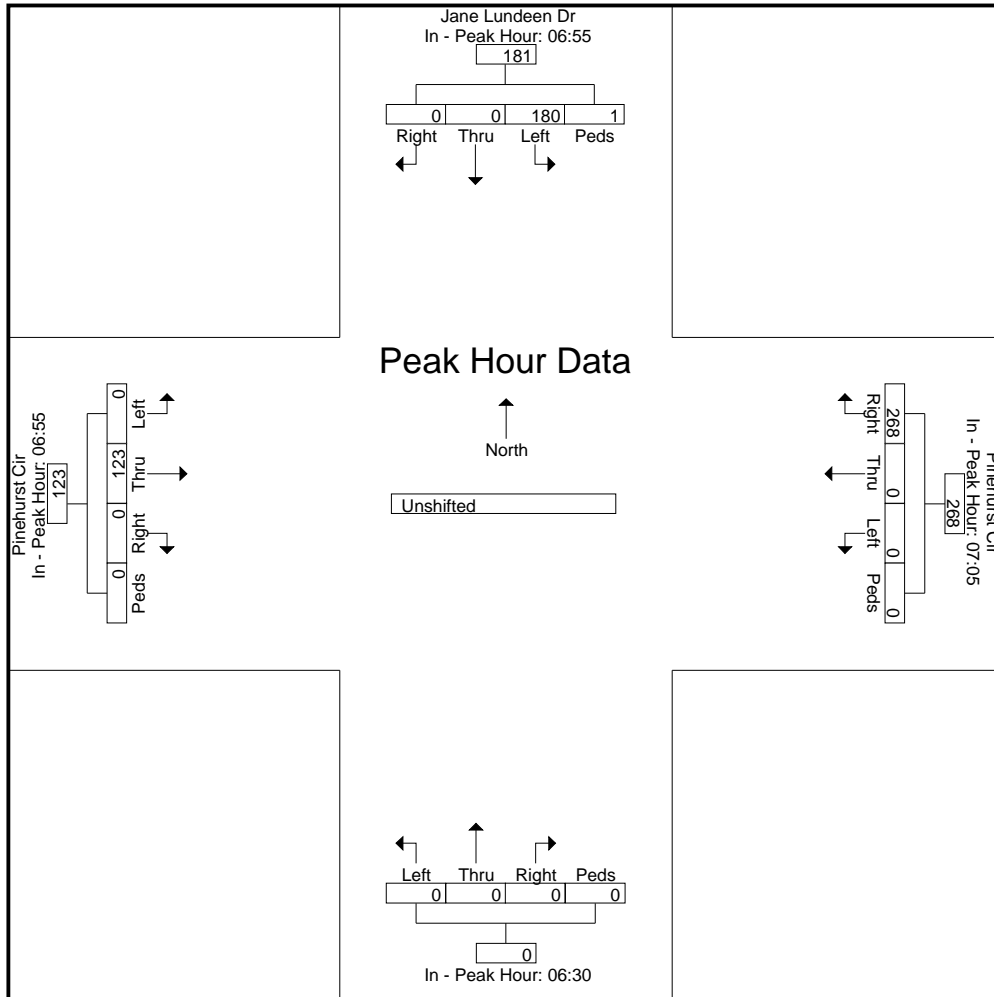 Jane Lundeen Dr
In - Peak Hour: 06:55
181
0 0 180 1
Right Thru Left Peds
Peak Hour Data
North
Unshifted
Pinehurst Cir
In - Peak Hour: 06:55
123
0 123 0 0
Left Thru Right Peds
Pinehurst Cir
In - Peak Hour: 07:05
268
268 0 0 0
Right Thru Left Peds
Left Thru Right Peds
0 0 0 0
0
In - Peak Hour: 06:30